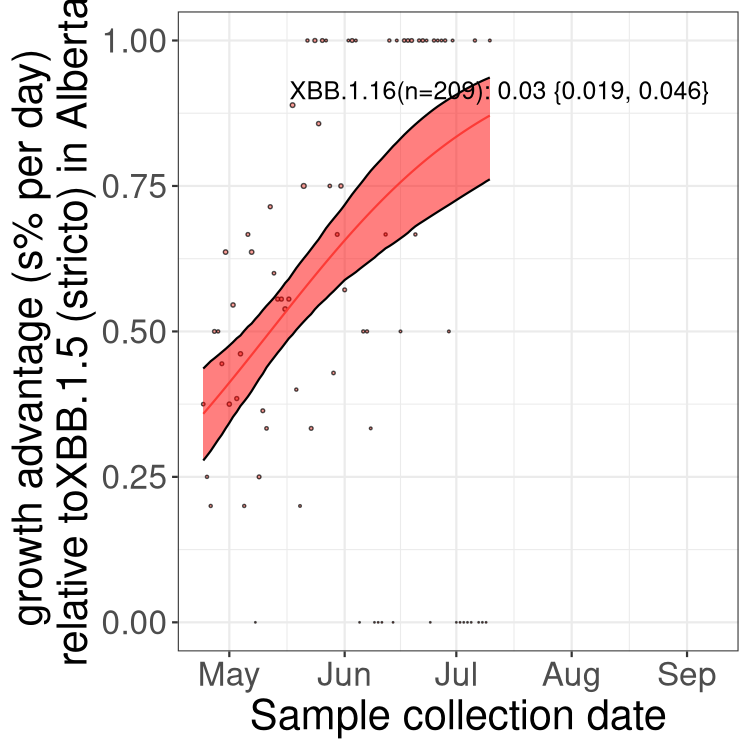 growth advantage (s% per day)
relative toXBB.1.5 (stricto) in Alberta
1.00
XBB.1.16(n=209): 0.03 {0.019, 0.046}
0.75
0.50
0.25
0.00
May Jun Jul Aug Sep
Sample collection date